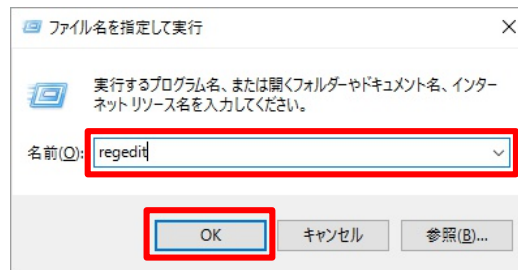 ファイル名を指定して実行
実行するプログラム名、または開くフォルダーやドキュメント名、インター
ネット リソース名を入力してください。
名前(O): regedit
OK キャンセル 参照(B)...